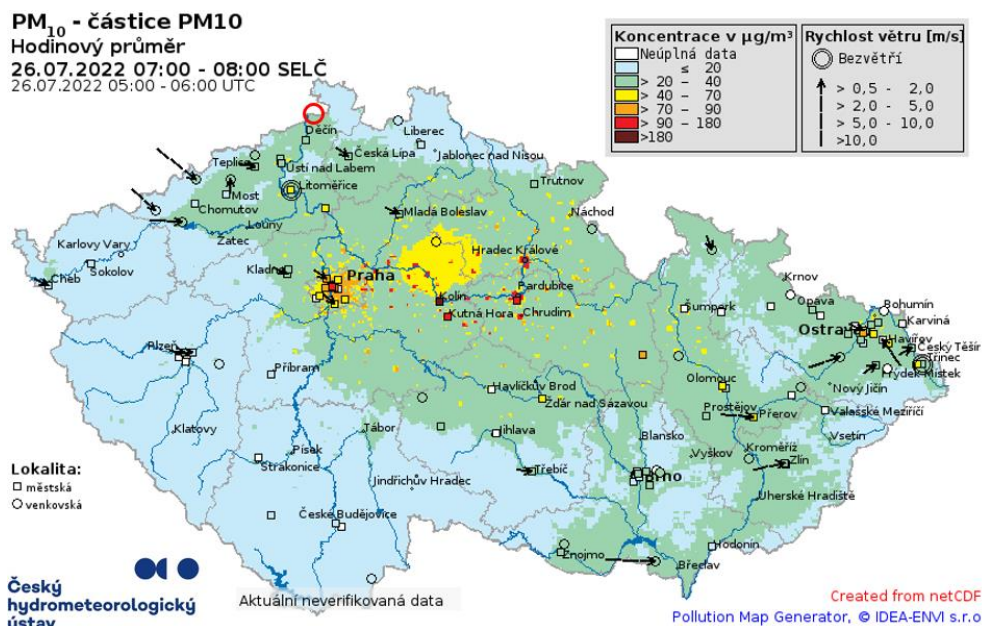 PM10 - částice PM10
Hodinový průměr
26.07.2022 07:00 - 08:00 SELČ
26.07.2022 05:00 - 06:00 UTC
Koncentrace v µg/m³
Neúplná data
≤ 20
> 20 - 40
> 40 - 70
> 70 - 90
> 90 - 180
>180
Rychlost větru [m/s]
Bezvětří
> 0,5 - 2,0
> 2,0 - 5,0
> 5,0 - 10,0
>10,0
Děčín
Liberec
Teplice
Česká Lípa
Jablonec nad Nisou
Ústí nad Labem
Litoměřice
Most
Trutnov
Chomutov
Mladá Boleslav
Náchod
Louny
Žatec
Karlovy Vary
Hradec Králové
Sokolov
Cheb
Kladno
Praha
Krnov
Pardubice
Opava
Bohumín
Kolín
Šumperk
Kutná Hora
Chrudim
Karviná
Ostrava
Havířov
Český Těšín
Plzeň
Třinec
Frýdek-Místek
Příbram
Olomouc
Havlíčkův Brod
Nový Jičín
Žďár nad Sázavou
Prostějov
Přerov
Valašské Meziříčí
Klatovy
Tábor
Jihlava
Vsetín
Blansko
Písek
Vyškov
Kroměříž
Zlín
Lokalita:
Strakonice
Třebíč
městská
Jindřichův Hradec
Brno
venkovská
Uherské Hradiště
České Budějovice
Hodonín
Znojmo
Břeclav
Český
hydrometeorologický
ústav
Aktuální neverifikovaná data
Created from netCDF
Pollution Map Generator, © IDEA-ENVI s.r.o